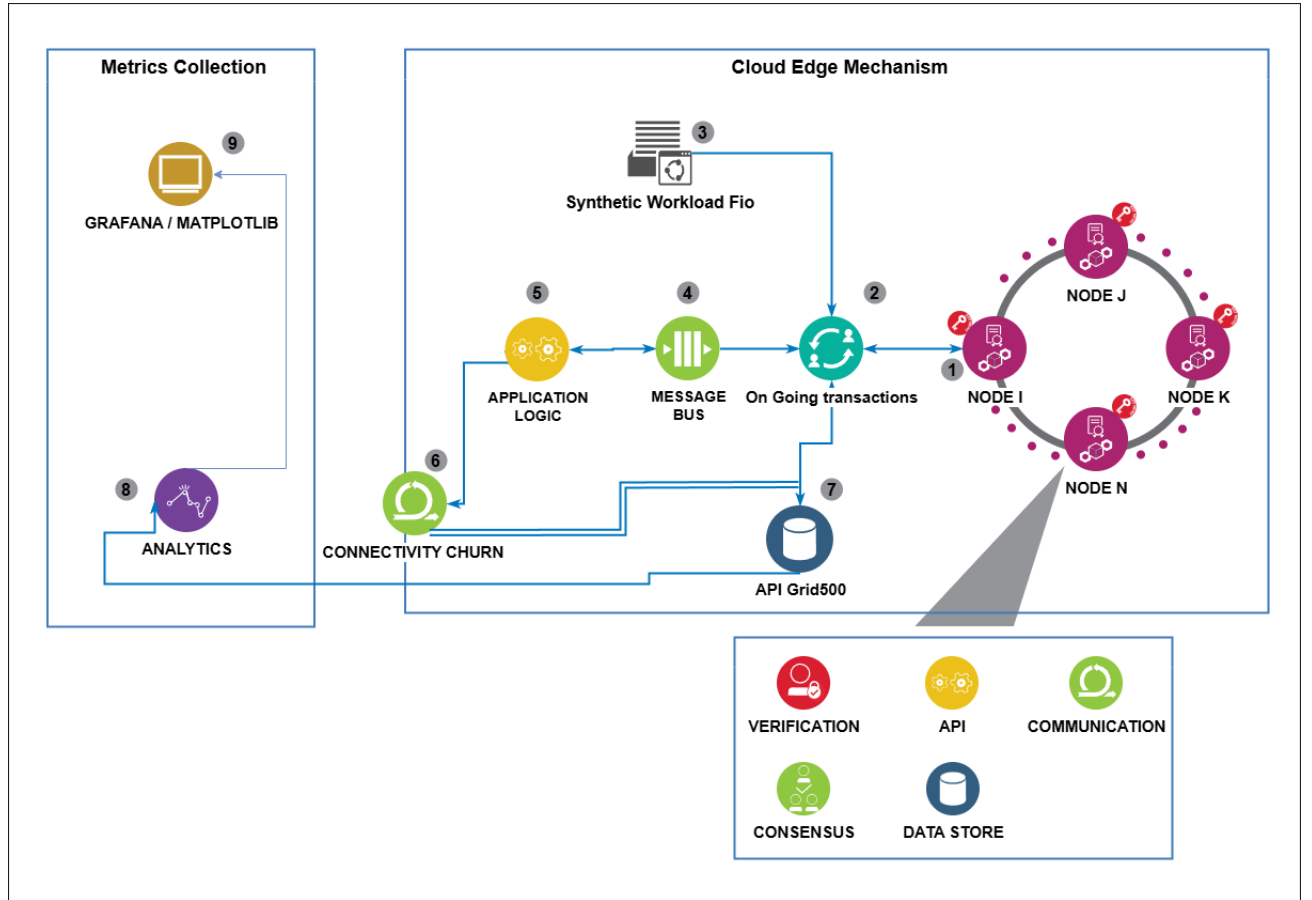 Metrics Collection
Cloud Edge Mechanism
9
GRAFANA / MATPLOTLIB
3
Synthetic Workload Fio
NODE J
5
4
2
1
APPLICATION
LOGIC
MESSAGE
BUS
On Going transactions
NODE I
NODE K
NODE N
6
CONNECTIVITY CHURN
7
API Grid500
8
ANALYTICS
VERIFICATION
API
COMMUNICATION
CONSENSUS
DATA STORE